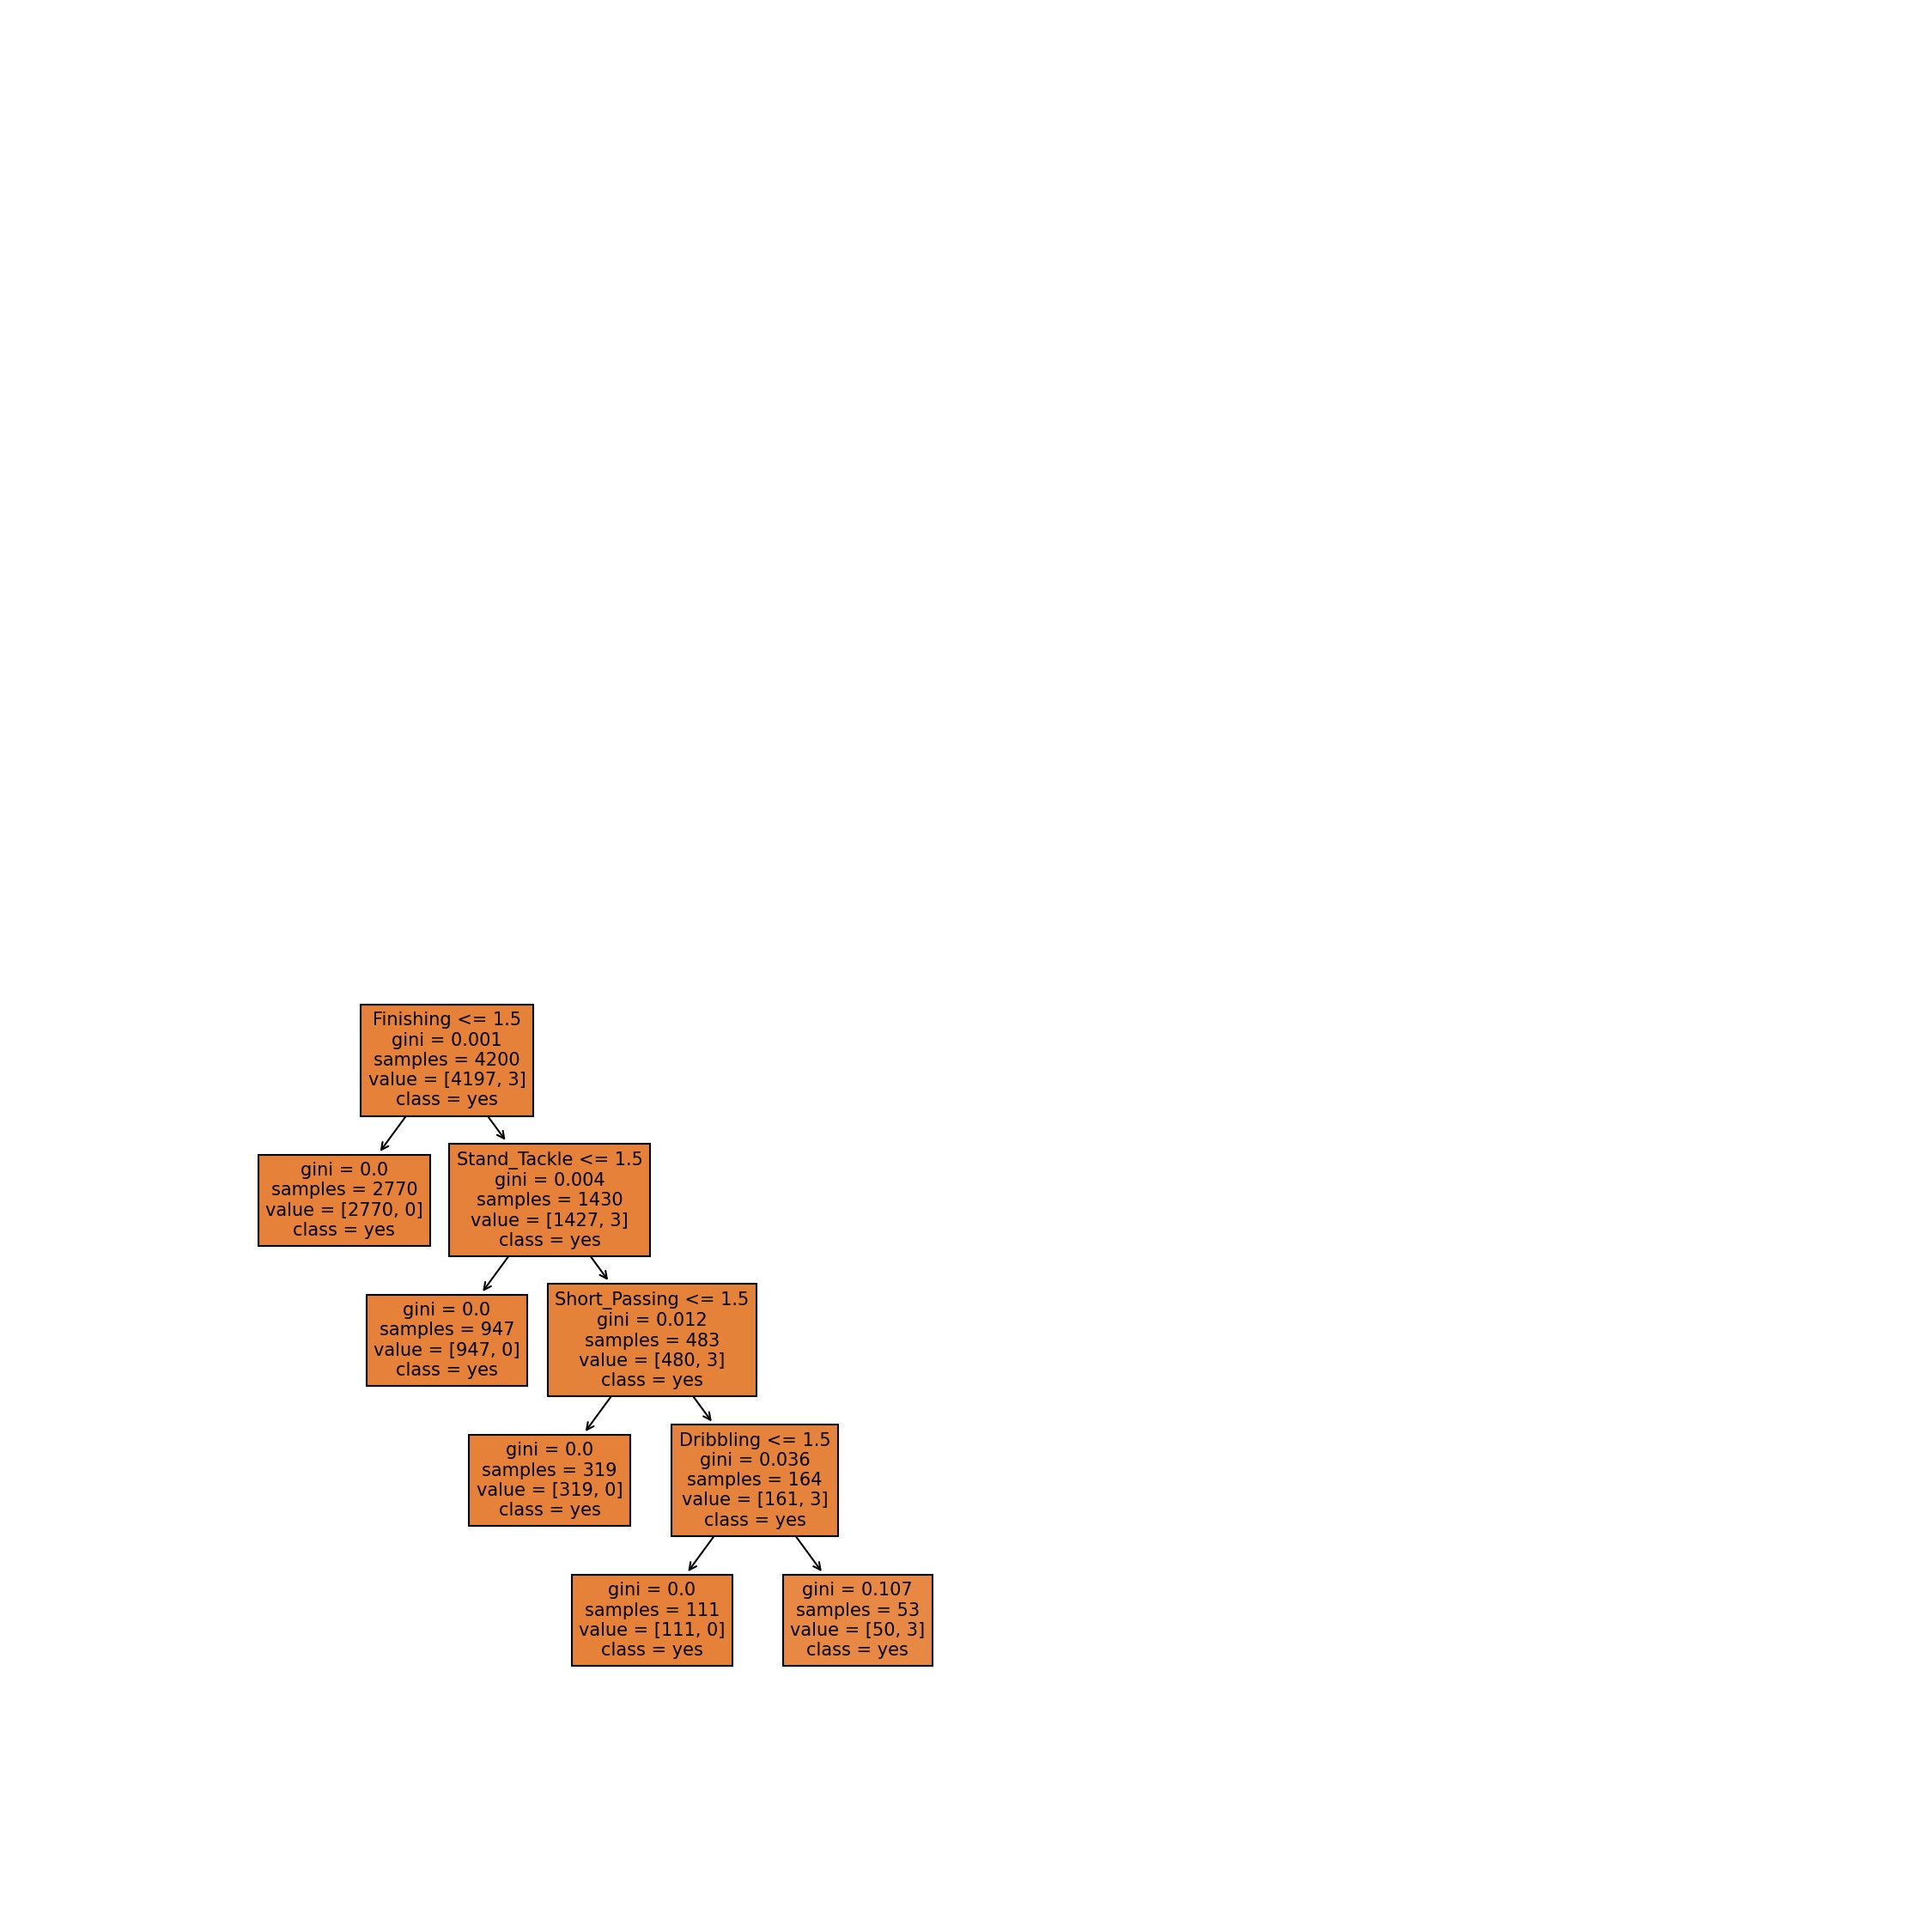 Finishing <= 1.5
gini = 0.001
samples = 4200
value = [4197, 3]
class = yes
gini = 0.0
samples = 2770
value = [2770, 0]
class = yes
Stand_Tackle <= 1.5
gini = 0.004
samples = 1430
value = [1427, 3]
class = yes
gini = 0.0
samples = 947
value = [947, 0]
class = yes
Short_Passing <= 1.5
gini = 0.012
samples = 483
value = [480, 3]
class = yes
gini = 0.0
samples = 319
value = [319, 0]
class = yes
Dribbling <= 1.5
gini = 0.036
samples = 164
value = [161, 3]
class = yes
gini = 0.0
samples = 111
value = [111, 0]
class = yes
gini = 0.107
samples = 53
value = [50, 3]
class = yes